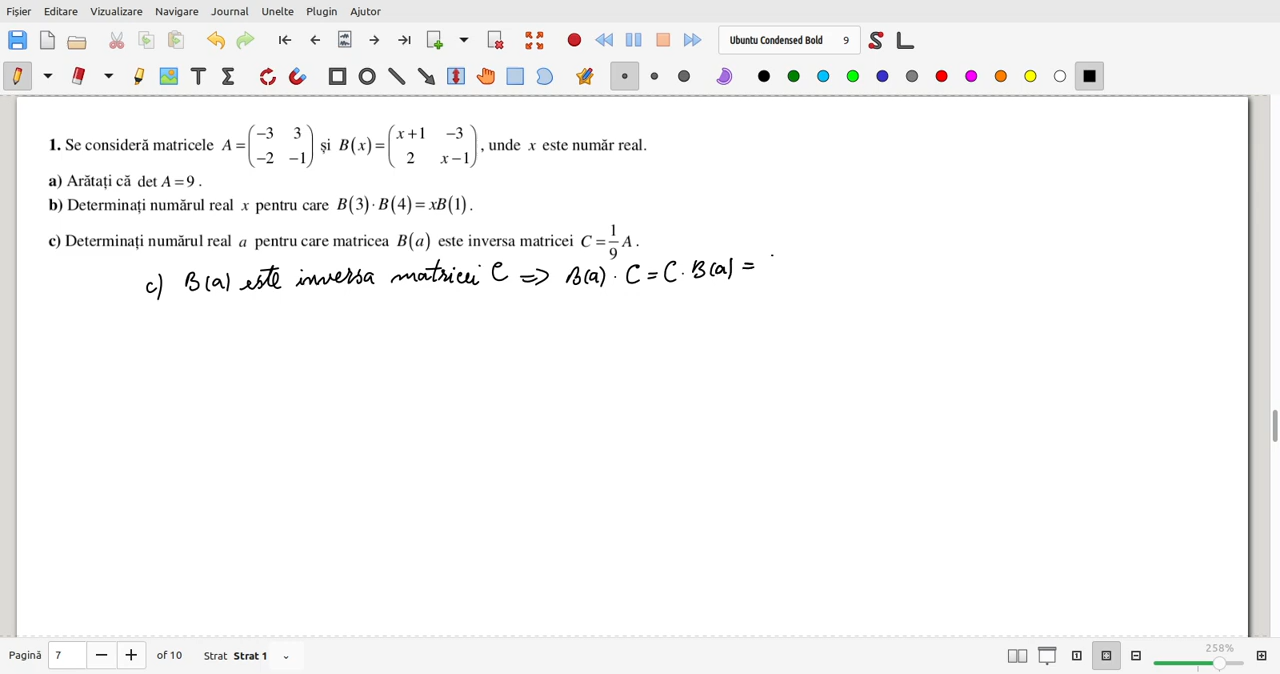 Fișier Editare Vizualizare Navigare Journal Unelte Plugin Ajutor
Ubuntu Condensed Bold 9
1. Se consideră matricele A = (−3 3 −2 −1) și B(x) = (x+1 −3 2 x−1), unde x este număr real.
a) Arătați că det A = 9.
b) Determinați numărul real x pentru care B(3)·B(4) = xB(1).
c) Determinați numărul real a pentru care matricea B(a) este inversa matricei C = 1/9 A.
c) B(a) este inversa matricei C => B(a) · C = C · B(a) =
Pagină 7 of 10 Strat Strat 1 258%